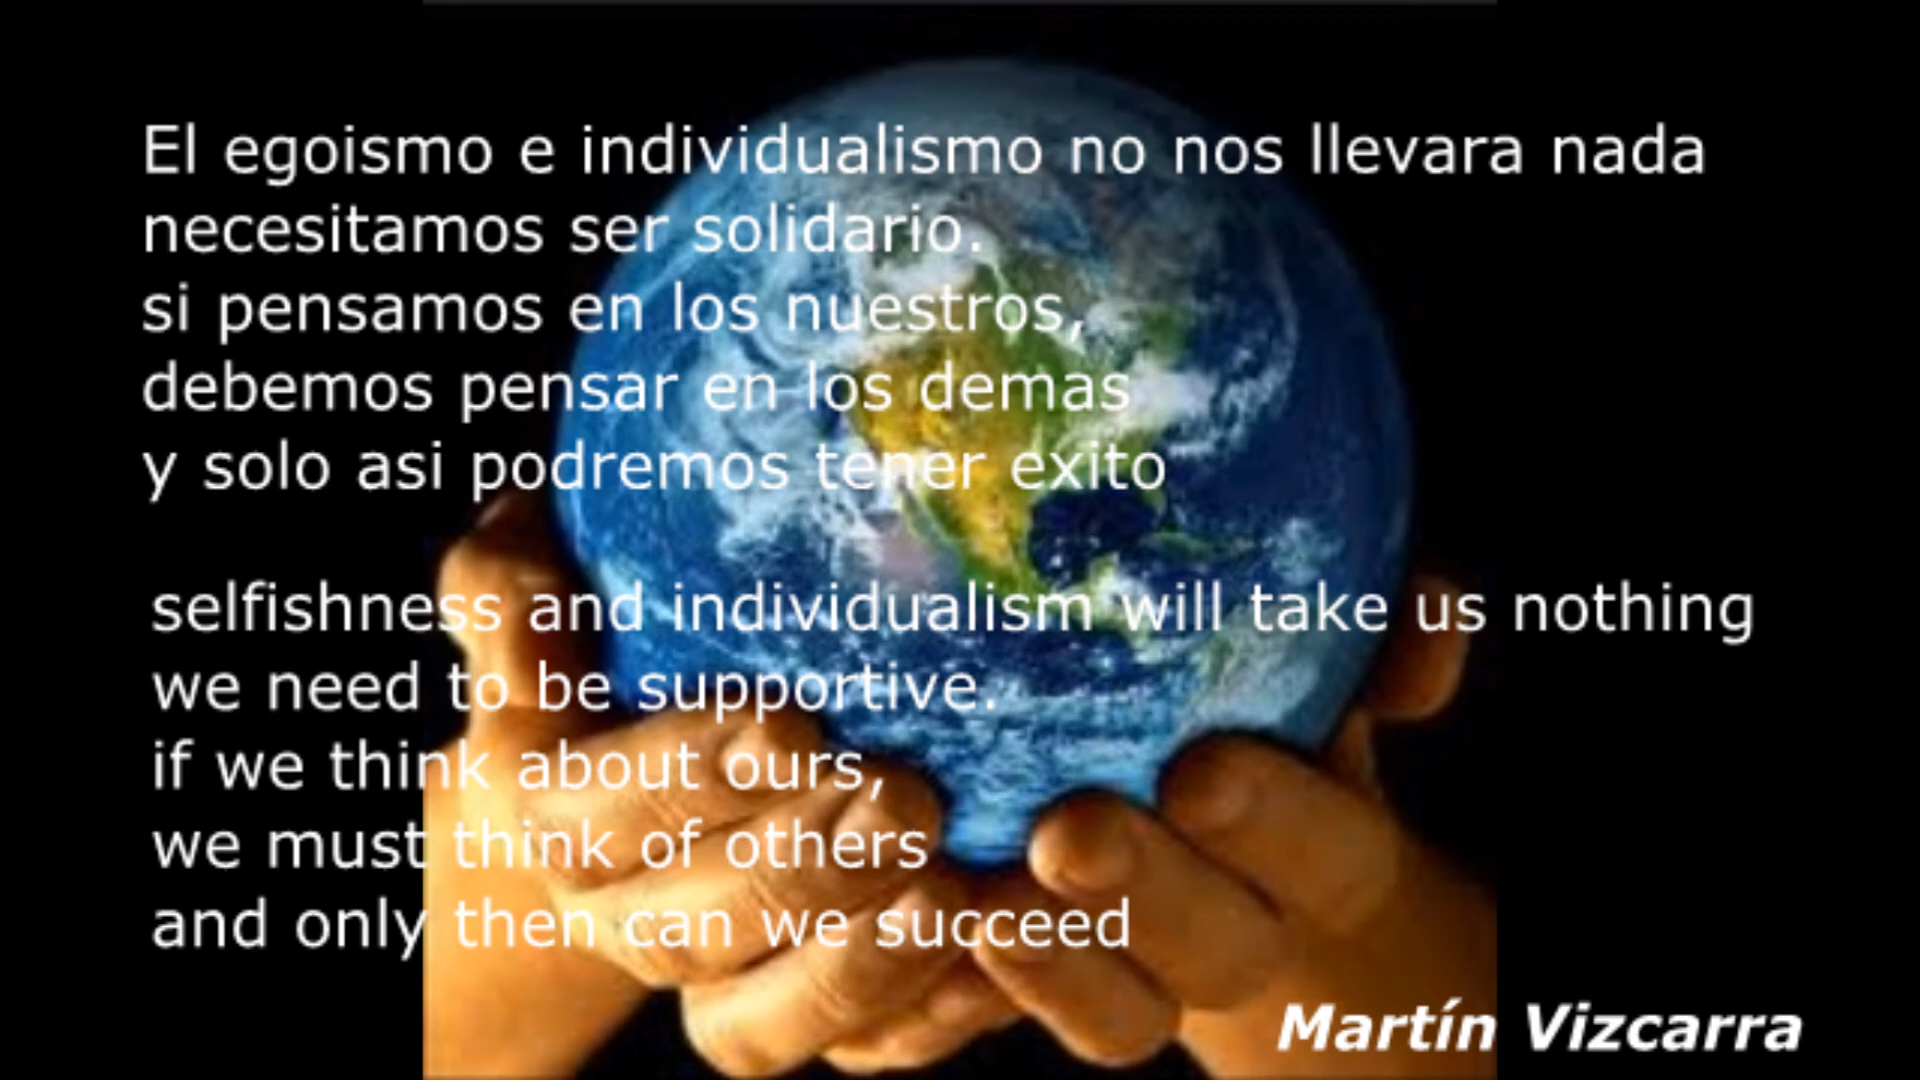 El egoismo e individualismo no nos llevara nada
necesitamos ser solidario.
si pensamos en los nuestros,
debemos pensar en los demas
y solo asi podremos tener exito
selfishness and individualism will take us nothing
we need to be supportive.
if we think about ours,
we must think of others
and only then can we succeed
Martín Vizcarra